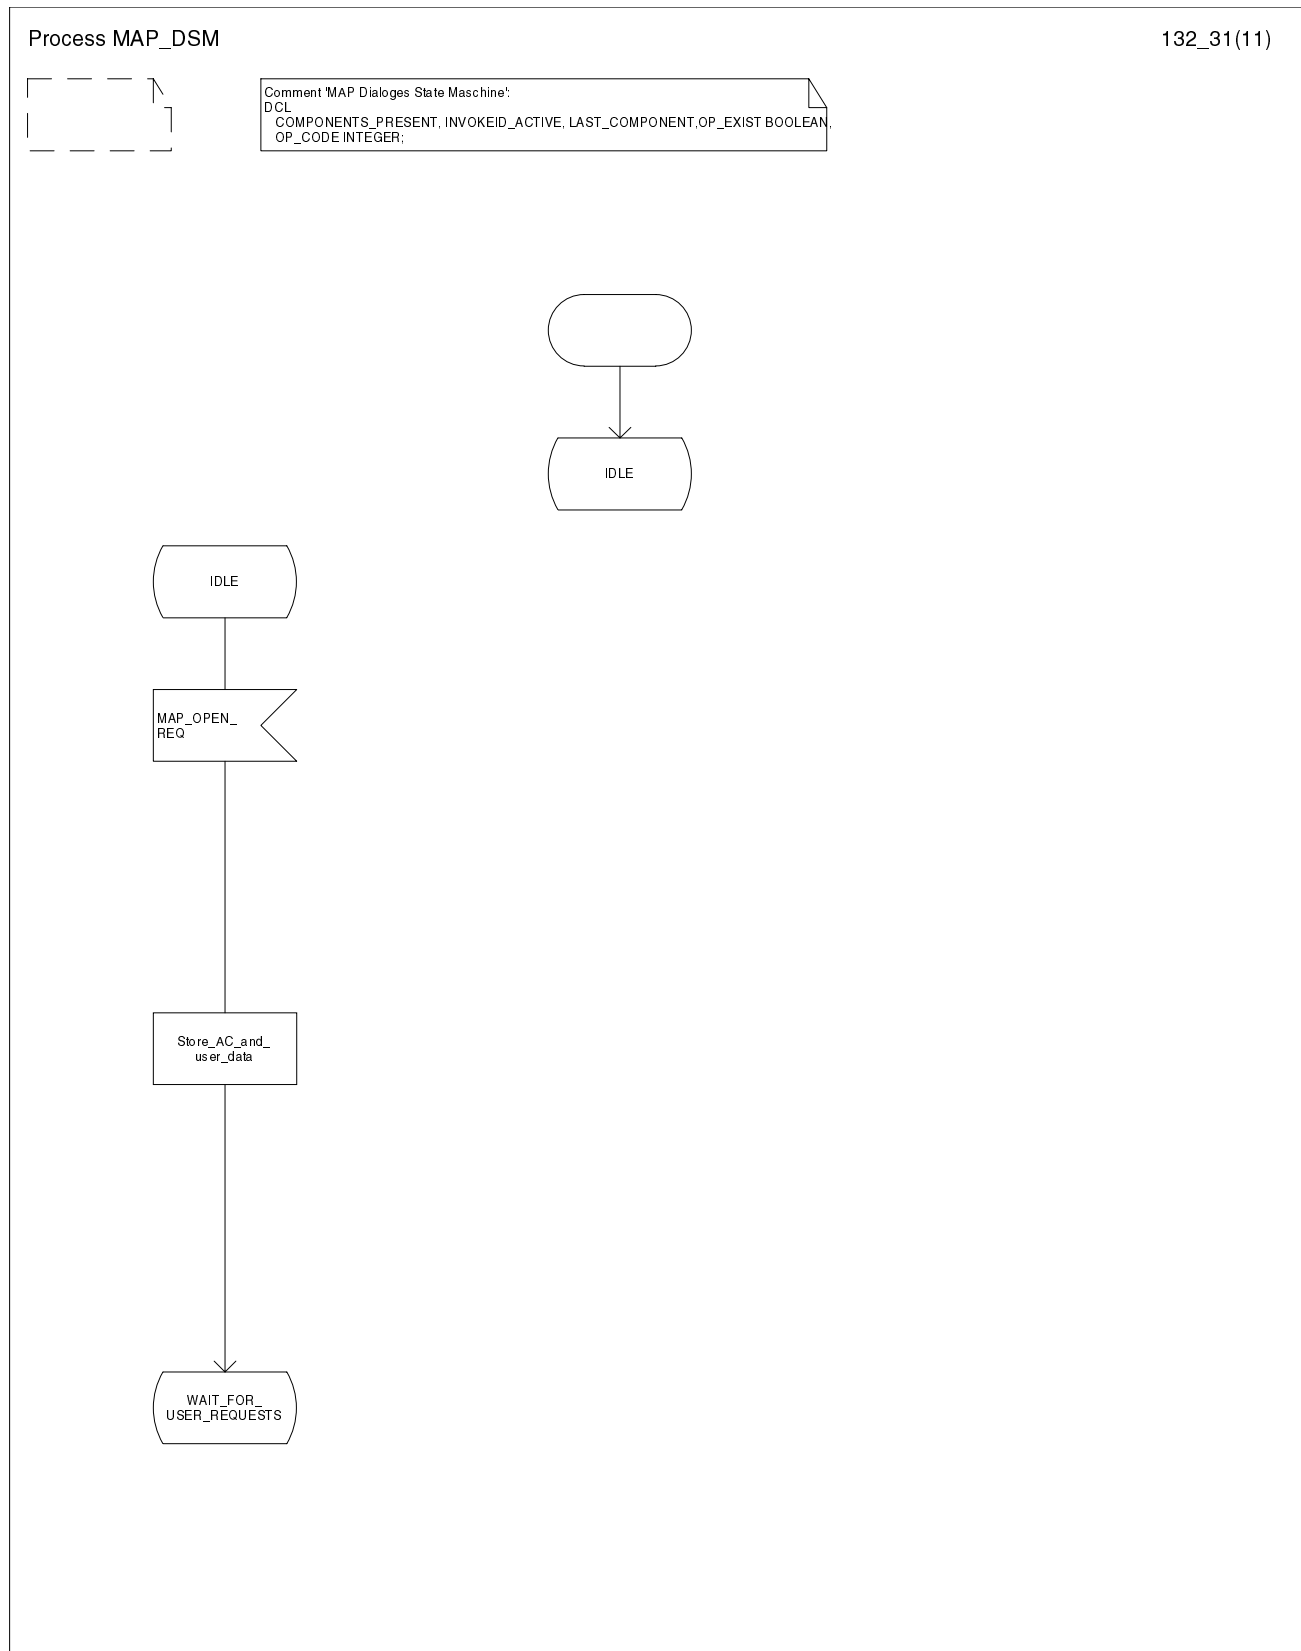 Process MAP_DSM
132_31(11)
Comment 'MAP Dialoges State Maschine':
DCL
COMPONENTS_PRESENT, INVOKEID_ACTIVE, LAST_COMPONENT,OP_EXIST BOOLEAN,
OP_CODE INTEGER;
IDLE
IDLE
MAP_OPEN_
REQ
Store_AC_and_
user_data
WAIT_FOR_
USER_REQUESTS